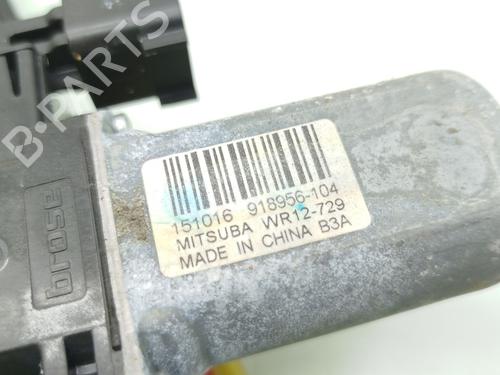 B-PARTS
brose
151016 918956-104
MITSUBA WR12-729
MADE IN CHINA B3A